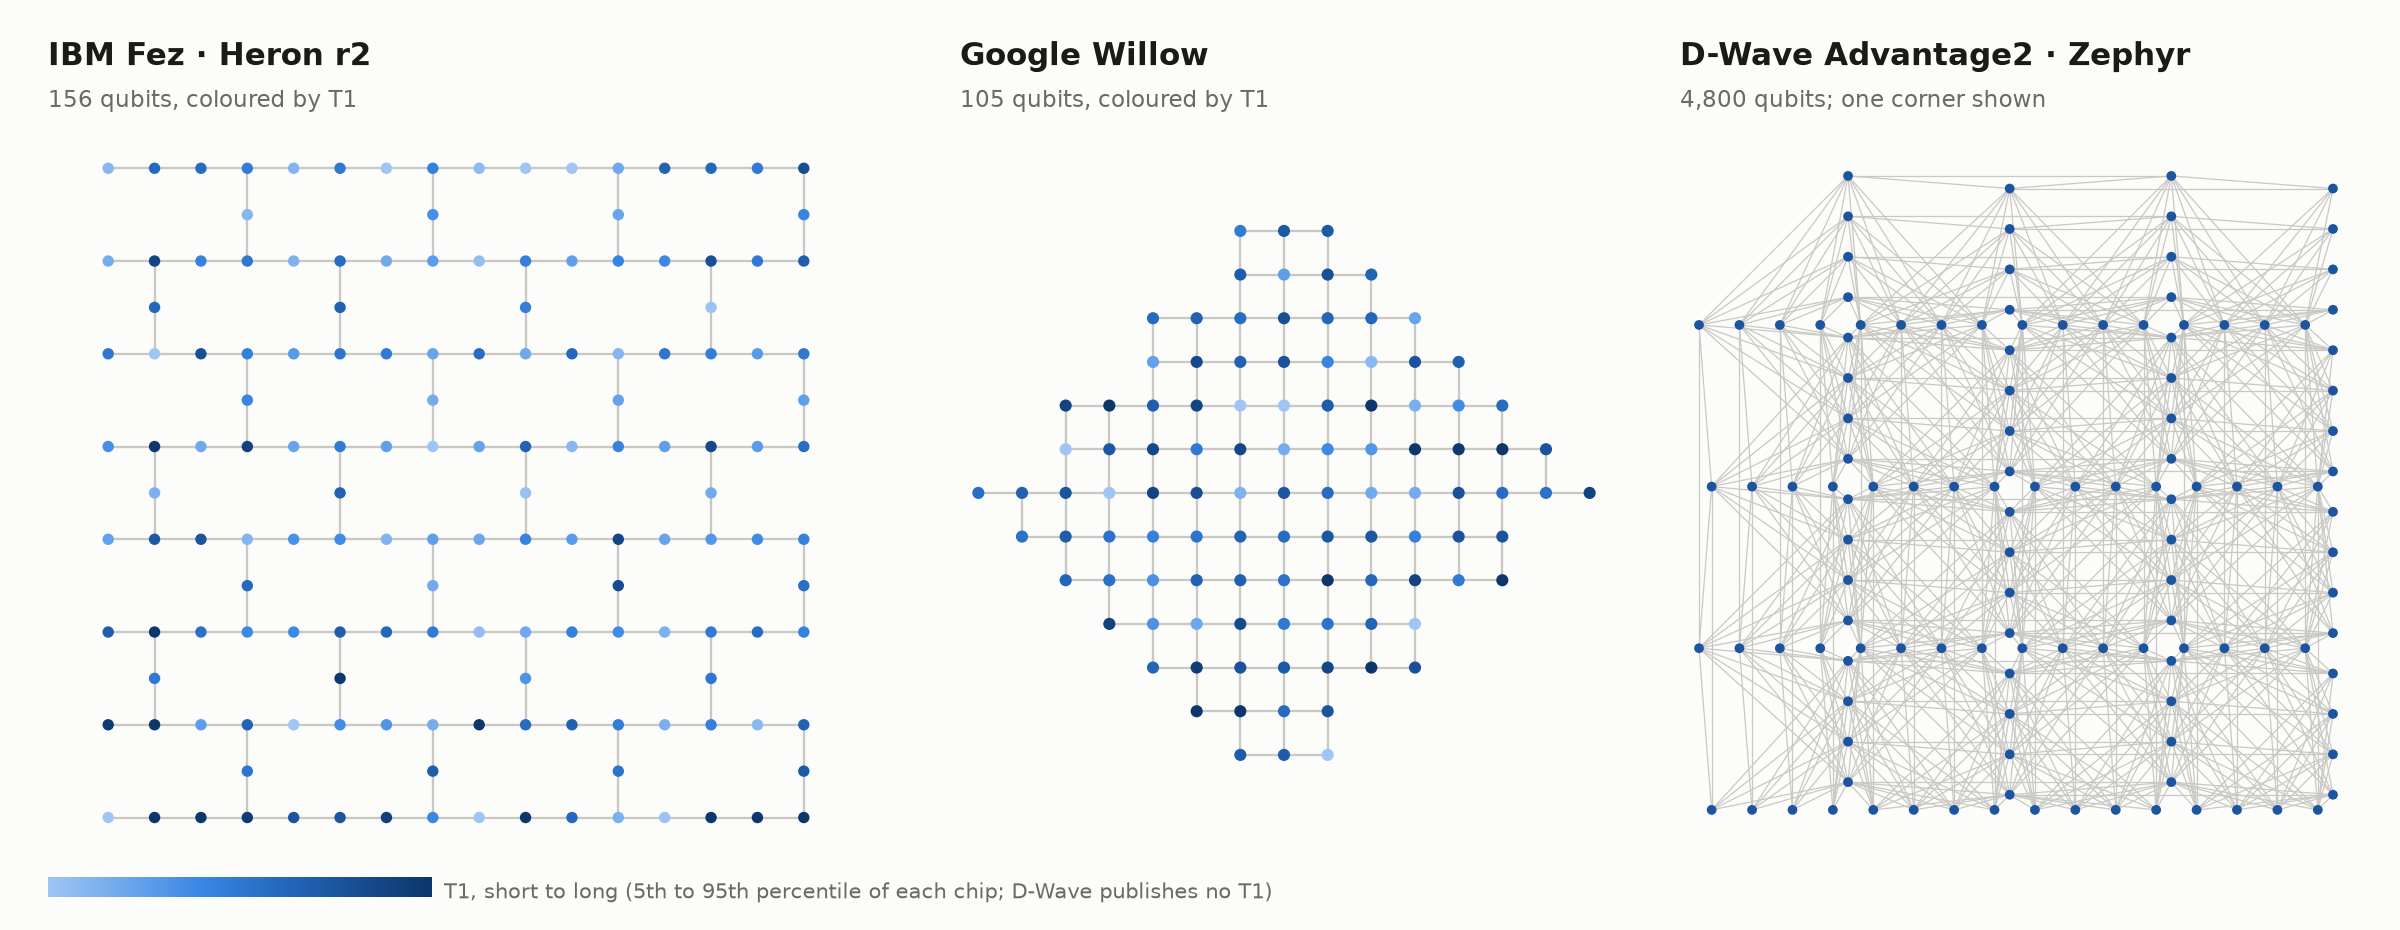 IBM Fez · Heron r2
156 qubits, coloured by T1
Google Willow
105 qubits, coloured by T1
D-Wave Advantage2 · Zephyr
4,800 qubits; one corner shown
T1, short to long (5th to 95th percentile of each chip; D-Wave publishes no T1)